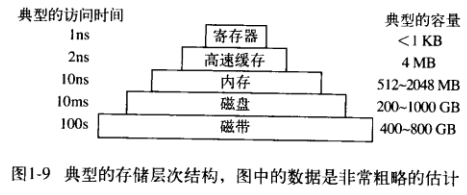 典型的访问时间 典型的容量
1ns 寄存器 <1 KB
2ns 高速缓存 4 MB
10ns 内存 512~2048 MB
10ms 磁盘 200~1000 GB
100s 磁带 400~800 GB
图1-9 典型的存储层次结构，图中的数据是非常粗略的估计